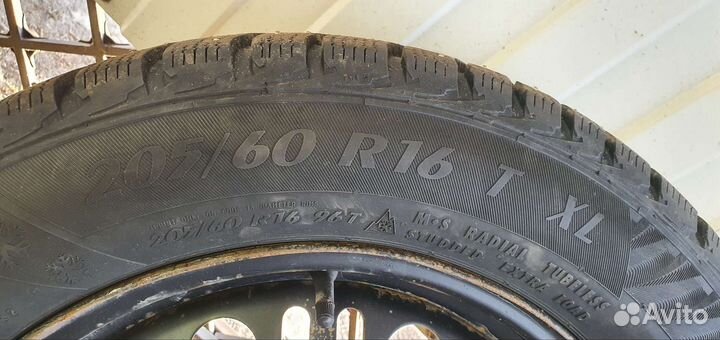 205/60 R16 T XL
205/60 R16 96T M+S RADIAL TUBELESS
STUDDED EXTRA LOAD
Avito